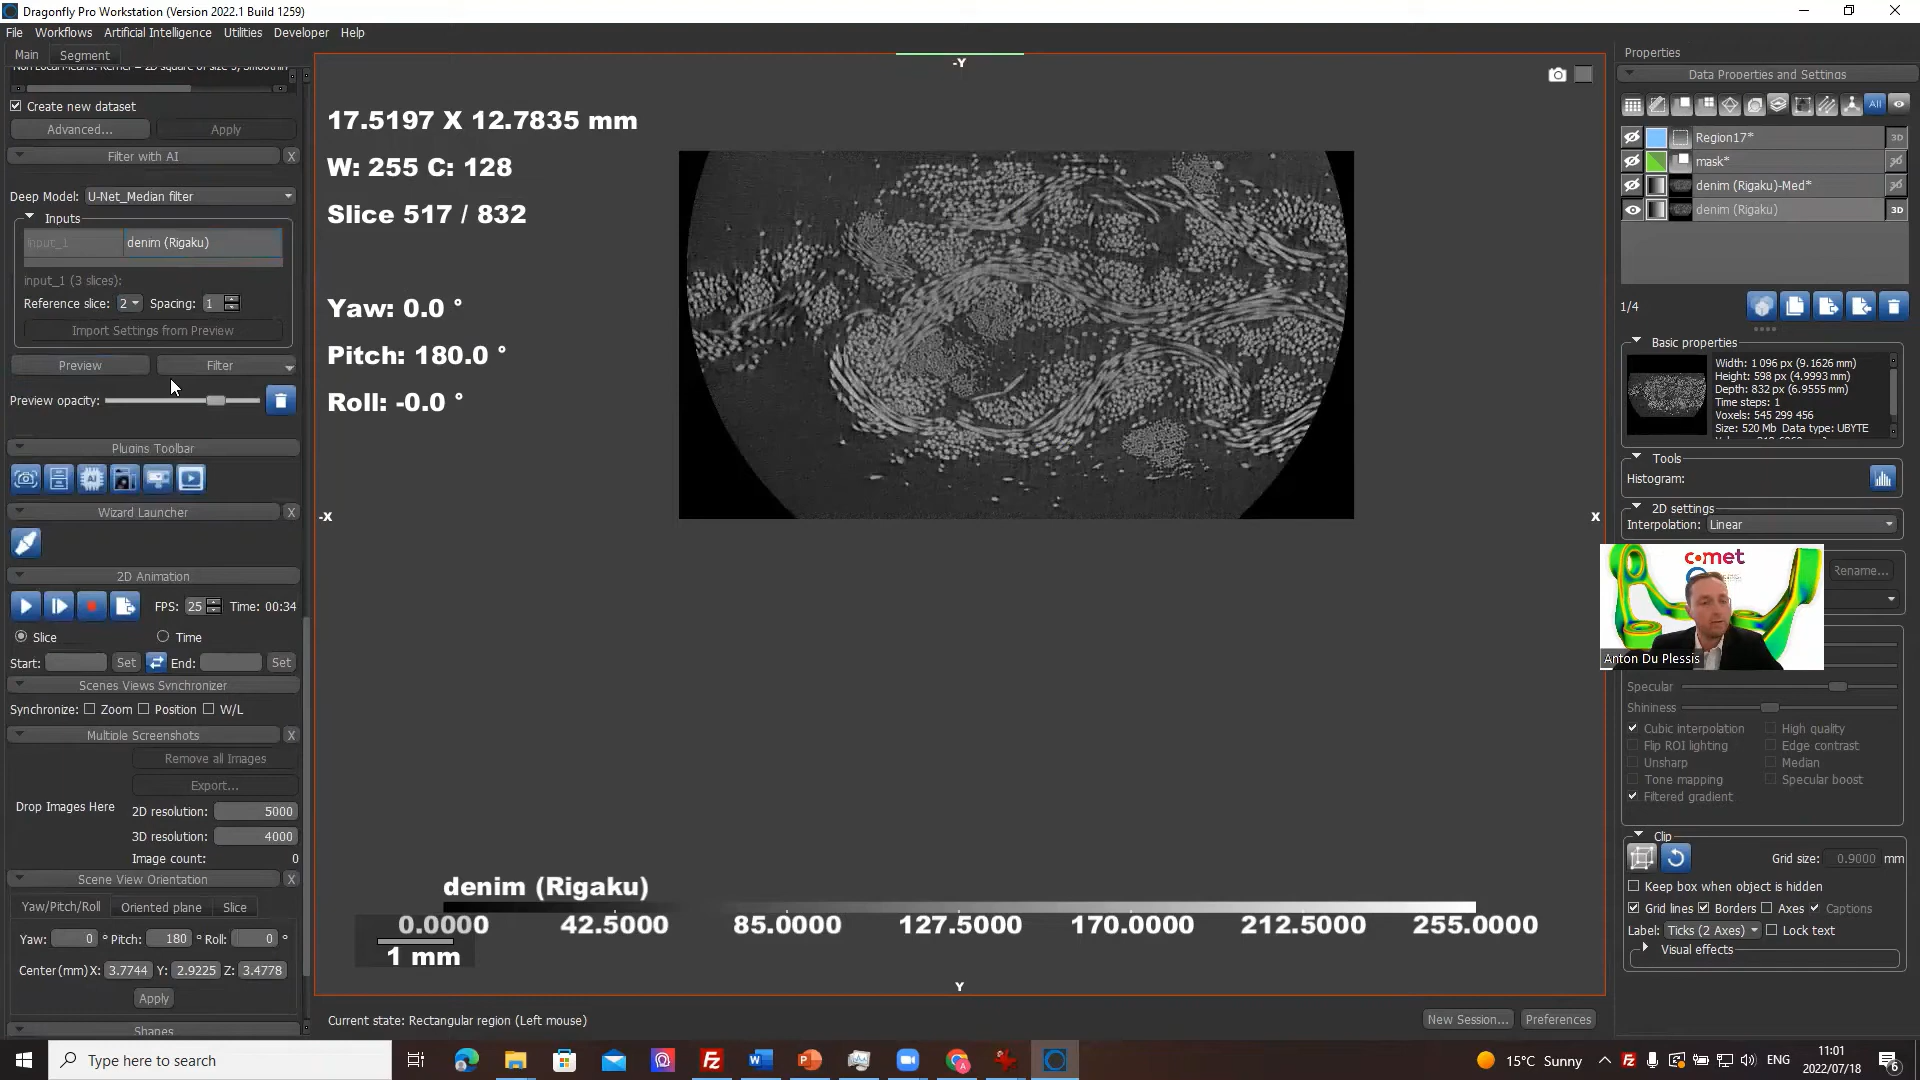 Dragonfly Pro Workstation (Version 2022.1 Build 1259)
File Workflows Artificial Intelligence Utilities Developer Help
Main Segment
Create new dataset
Advanced... Apply
Filter with AI X
Deep Model: U-Net_Median filter
Inputs
input_1 denim (Rigaku)
input_1 (3 slices):
Reference slice: 2 Spacing: 1
Import Settings from Preview
Preview Filter
Preview opacity:
Plugins Toolbar
AI
Wizard Launcher X
2D Animation
FPS: 25 Time: 00:34
Slice Time
Start: Set End: Set
Scenes Views Synchronizer
Synchronize: Zoom Position W/L
Multiple Screenshots X
Remove all Images
Export...
Drop Images Here
2D resolution: 5000
3D resolution: 4000
Image count: 0
Scene View Orientation X
Yaw/Pitch/Roll Oriented plane Slice
Yaw: 0 ° Pitch: 180 ° Roll: 0 °
Center(mm)X: 3.7744 Y: 2.9225 Z: 3.4778
Apply
Shapes
-Y
17.5197 X 12.7835 mm
W: 255 C: 128
Slice 517 / 832
Yaw: 0.0 °
Pitch: 180.0 °
Roll: -0.0 °
-X
X
denim (Rigaku)
0.0000 42.5000 85.0000 127.5000 170.0000 212.5000 255.0000
1 mm
Y
Current state: Rectangular region (Left mouse)
New Session... Preferences
Properties
Data Properties and Settings
All
Region17* 3D
mask*
denim (Rigaku)-Med*
denim (Rigaku) 3D
1/4
Basic properties
Width: 1 096 px (9.1626 mm)
Height: 598 px (4.9993 mm)
Depth: 832 px (6.9555 mm)
Time steps: 1
Voxels: 545 299 456
Size: 520 Mb Data type: UBYTE
Tools
Histogram:
2D settings
Interpolation: Linear
comet
Rename...
Anton Du Plessis
Specular
Shininess
Cubic interpolation High quality
Flip ROI lighting Edge contrast
Unsharp Median
Tone mapping Specular boost
Filtered gradient
Clip
Grid size: 0.9000 mm
Keep box when object is hidden
Grid lines Borders Axes Captions
Label: Ticks (2 Axes) Lock text
Visual effects
Type here to search
15°C Sunny
ENG
11:01
2022/07/18
6